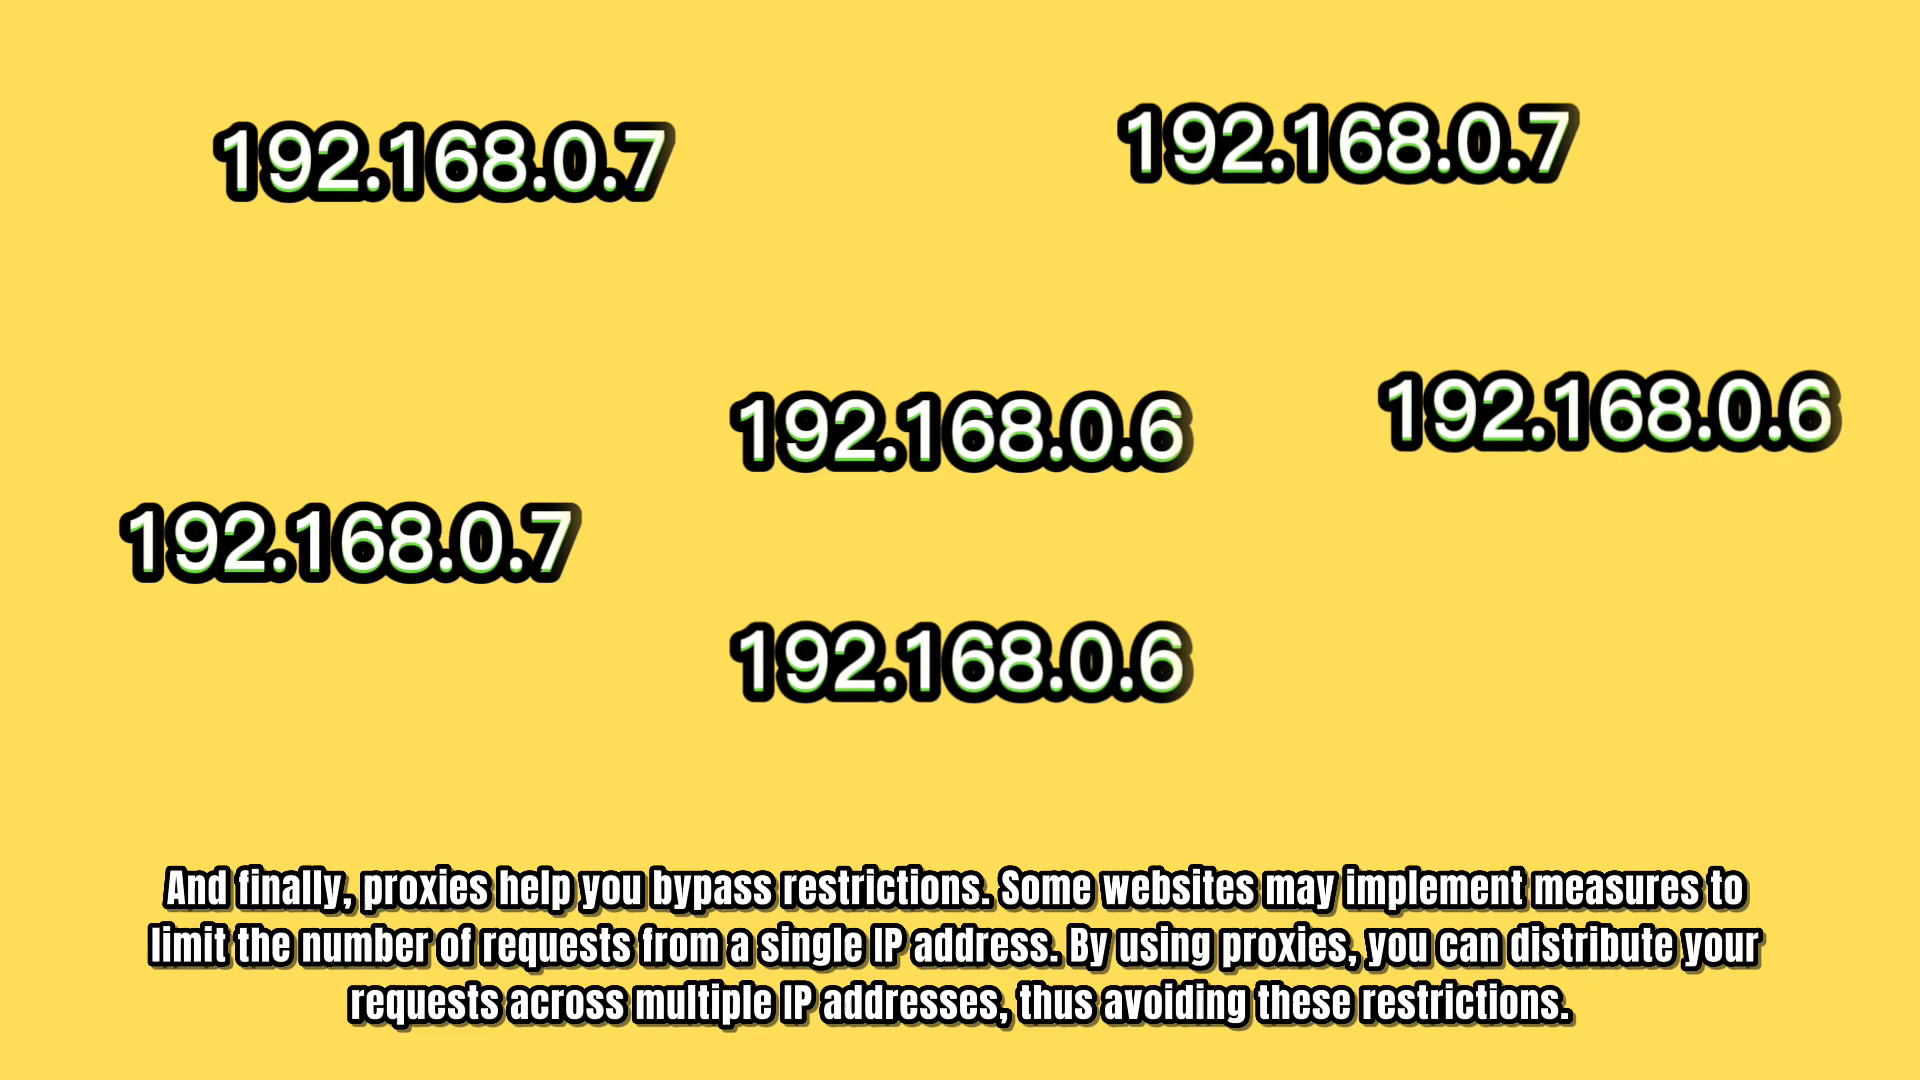 192.168.0.7
192.168.0.7
192.168.0.6
192.168.0.6
192.168.0.7
192.168.0.6
And finally, proxies help you bypass restrictions. Some websites may implement measures to
limit the number of requests from a single IP address. By using proxies, you can distribute your
requests across multiple IP addresses, thus avoiding these restrictions.